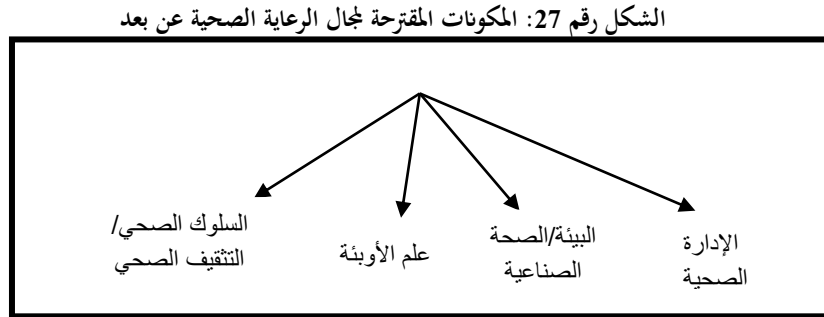 الشكل رقم 27: المكونات المقترحة لمجال الرعاية الصحية عن بعد
الإدارة
الصحية
البيئة/الصحة
الصناعية
علم الأوبئة
السلوك الصحي/
التثقيف الصحي